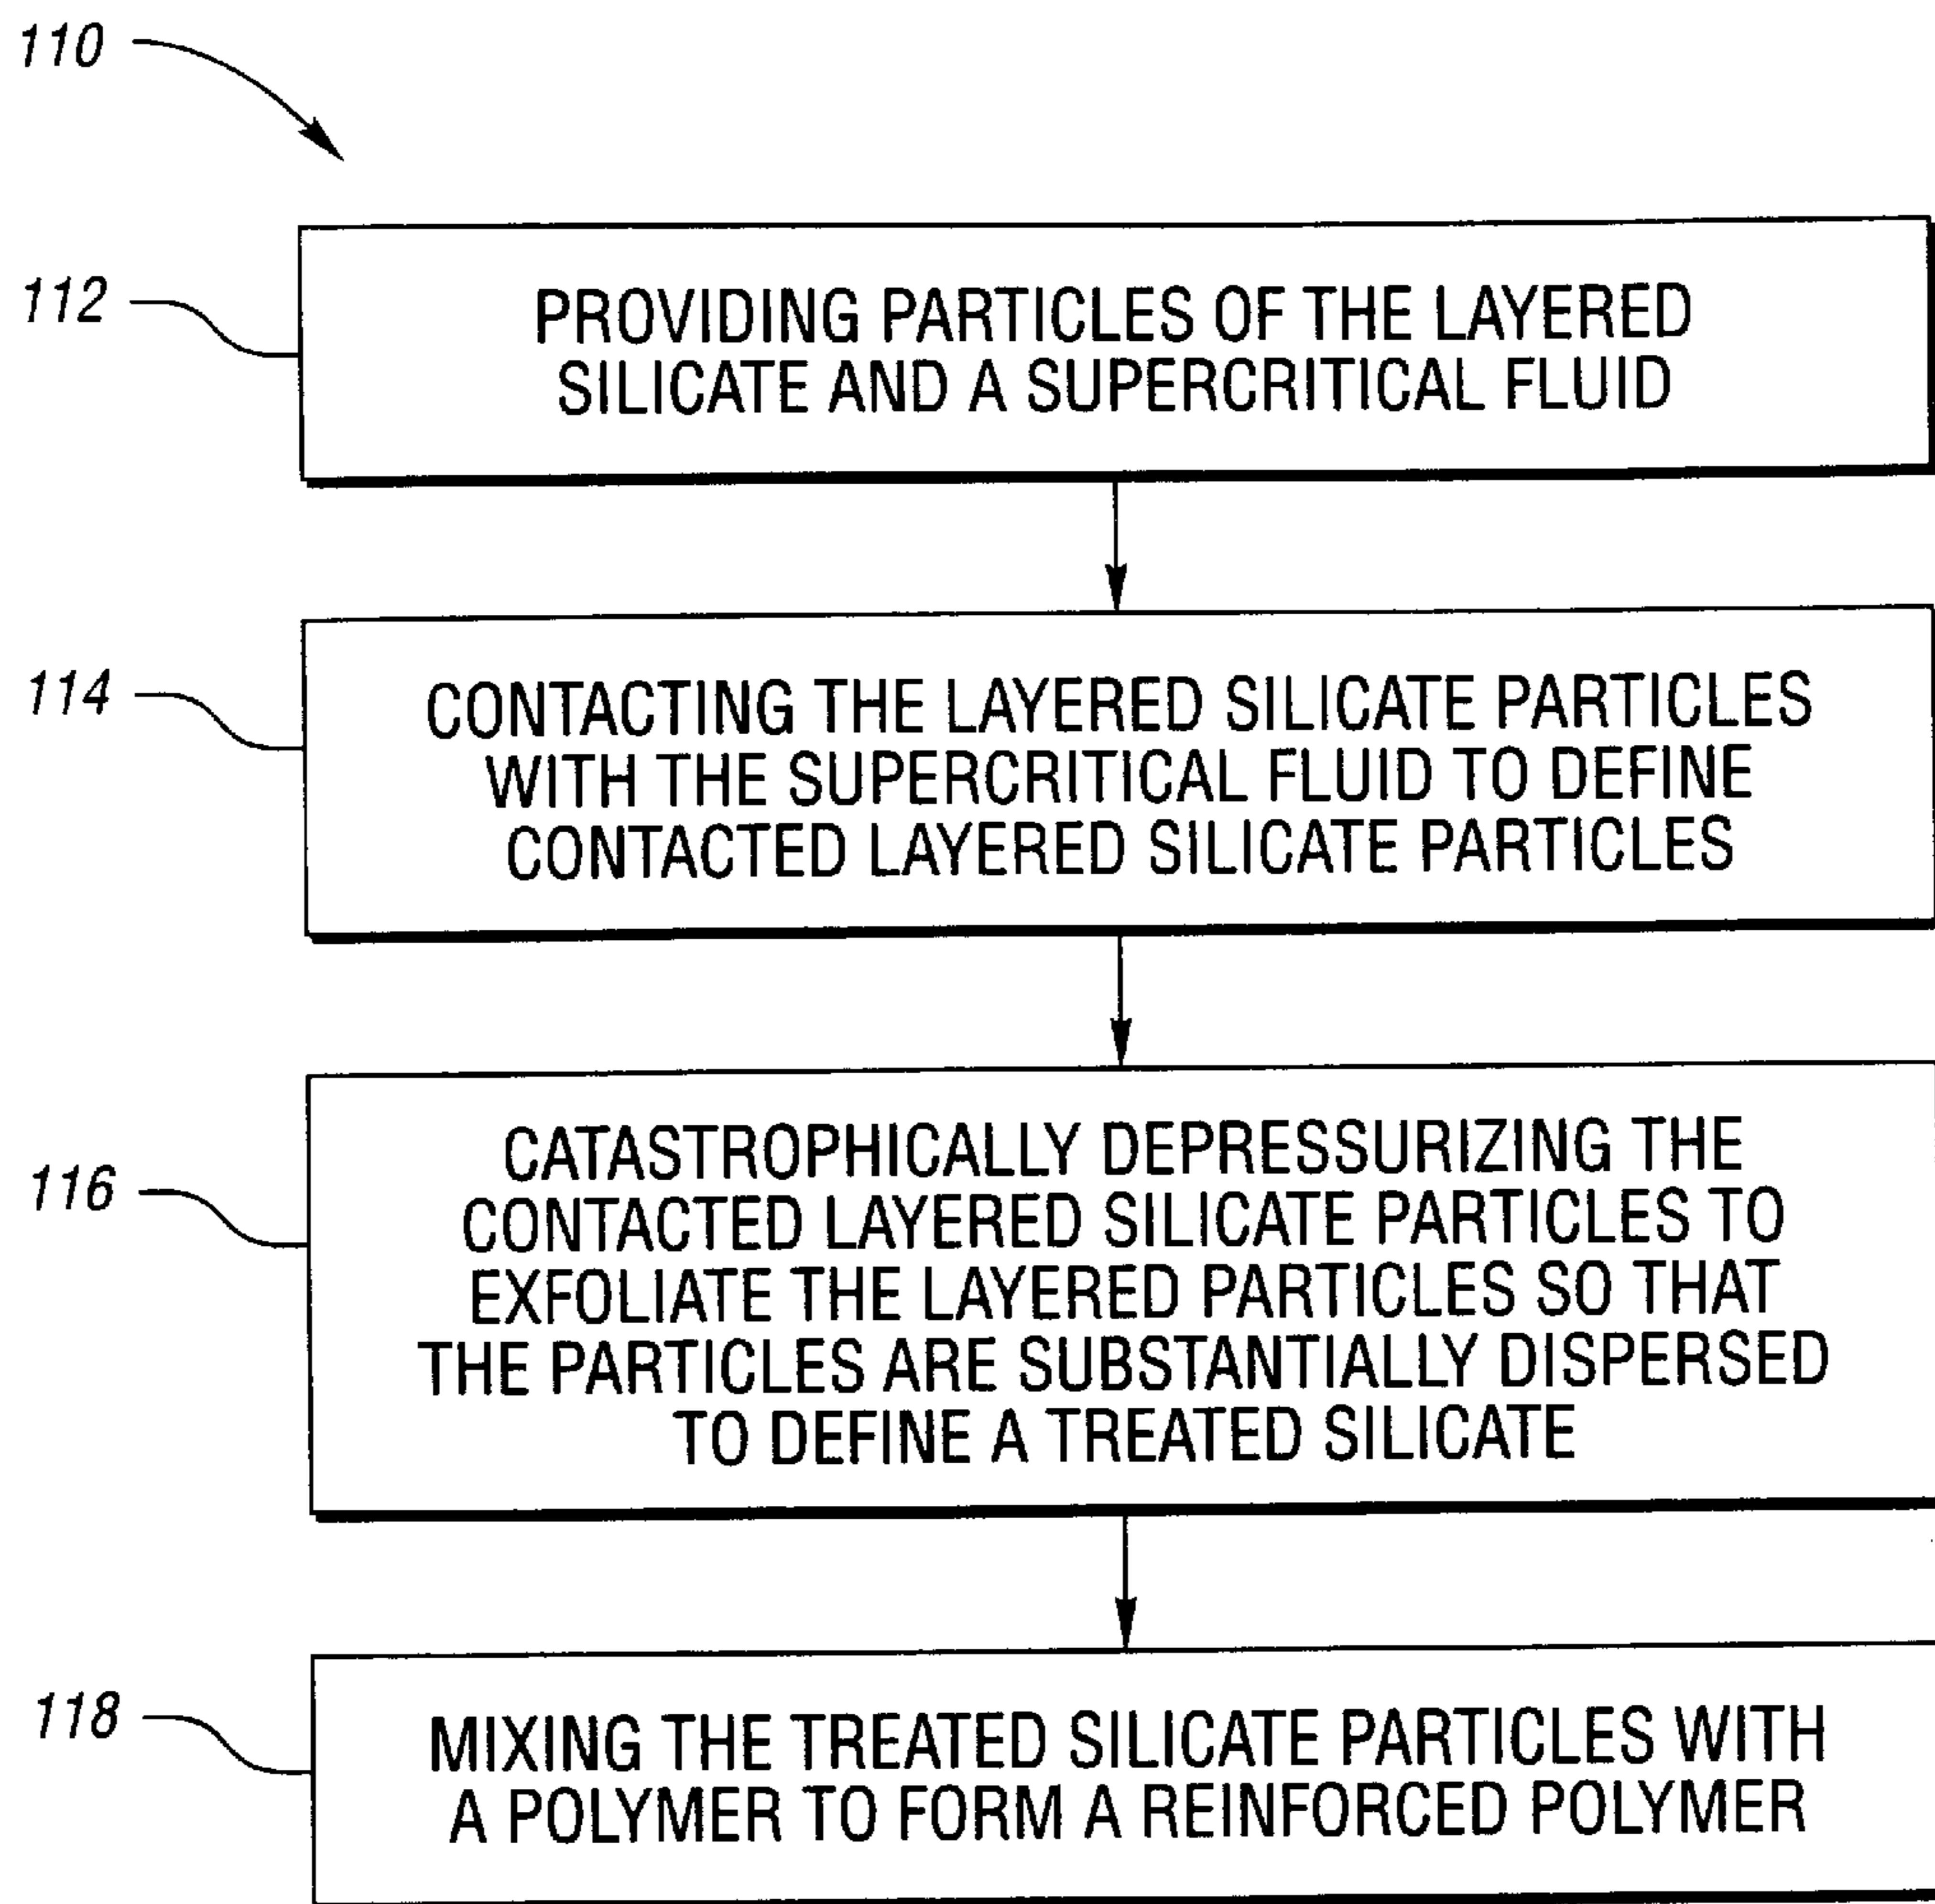 110
112
PROVIDING PARTICLES OF THE LAYERED
SILICATE AND A SUPERCRITICAL FLUID
114
CONTACTING THE LAYERED SILICATE PARTICLES
WITH THE SUPERCRITICAL FLUID TO DEFINE
CONTACTED LAYERED SILICATE PARTICLES
116
CATASTROPHICALLY DEPRESSURIZING THE
CONTACTED LAYERED SILICATE PARTICLES TO
EXFOLIATE THE LAYERED PARTICLES SO THAT
THE PARTICLES ARE SUBSTANTIALLY DISPERSED
TO DEFINE A TREATED SILICATE
118
MIXING THE TREATED SILICATE PARTICLES WITH
A POLYMER TO FORM A REINFORCED POLYMER